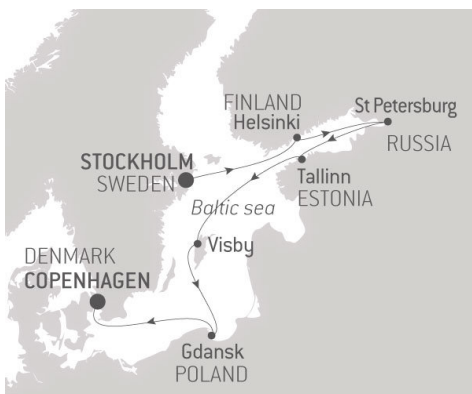 FINLAND
Helsinki
St Petersburg
RUSSIA
STOCKHOLM
SWEDEN
Tallinn
ESTONIA
Baltic sea
Visby
DENMARK
COPENHAGEN
Gdansk
POLAND